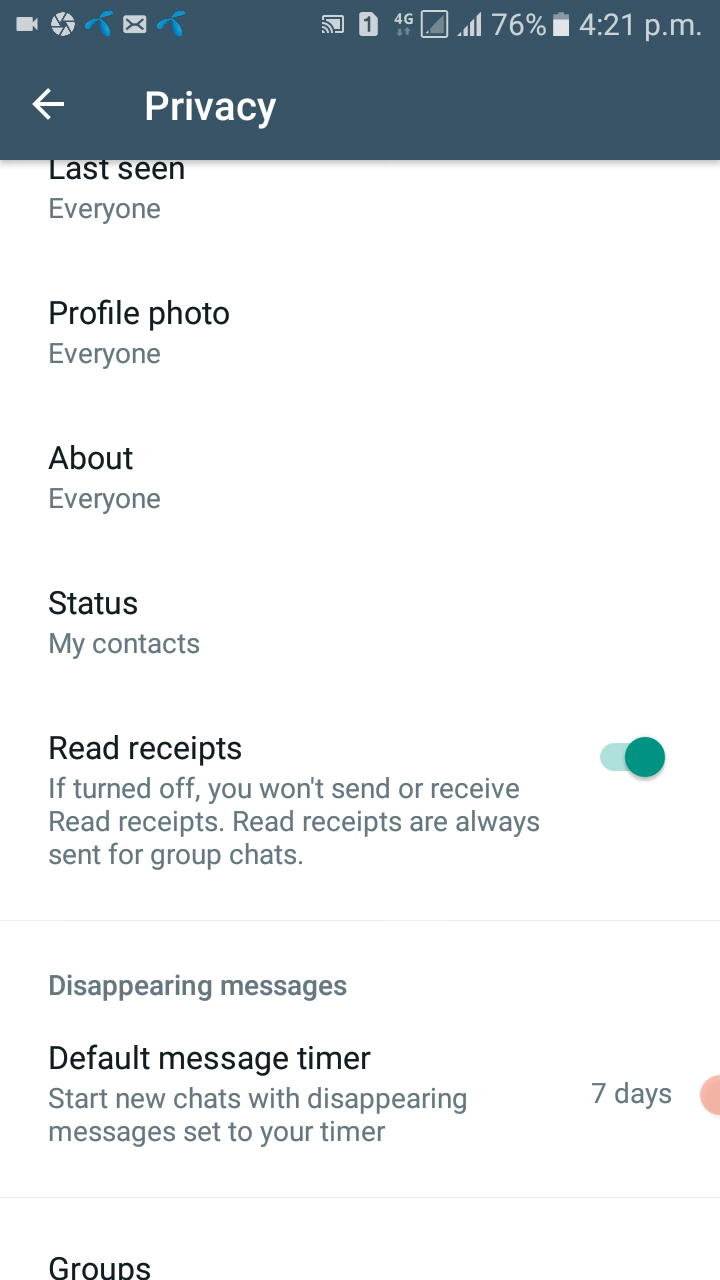 1 4G 76% 4:21 p.m.
Privacy
Last seen
Everyone
Profile photo
Everyone
About
Everyone
Status
My contacts
Read receipts
If turned off, you won't send or receive
Read receipts. Read receipts are always
sent for group chats.
Disappearing messages
Default message timer
Start new chats with disappearing
messages set to your timer
7 days
Groups